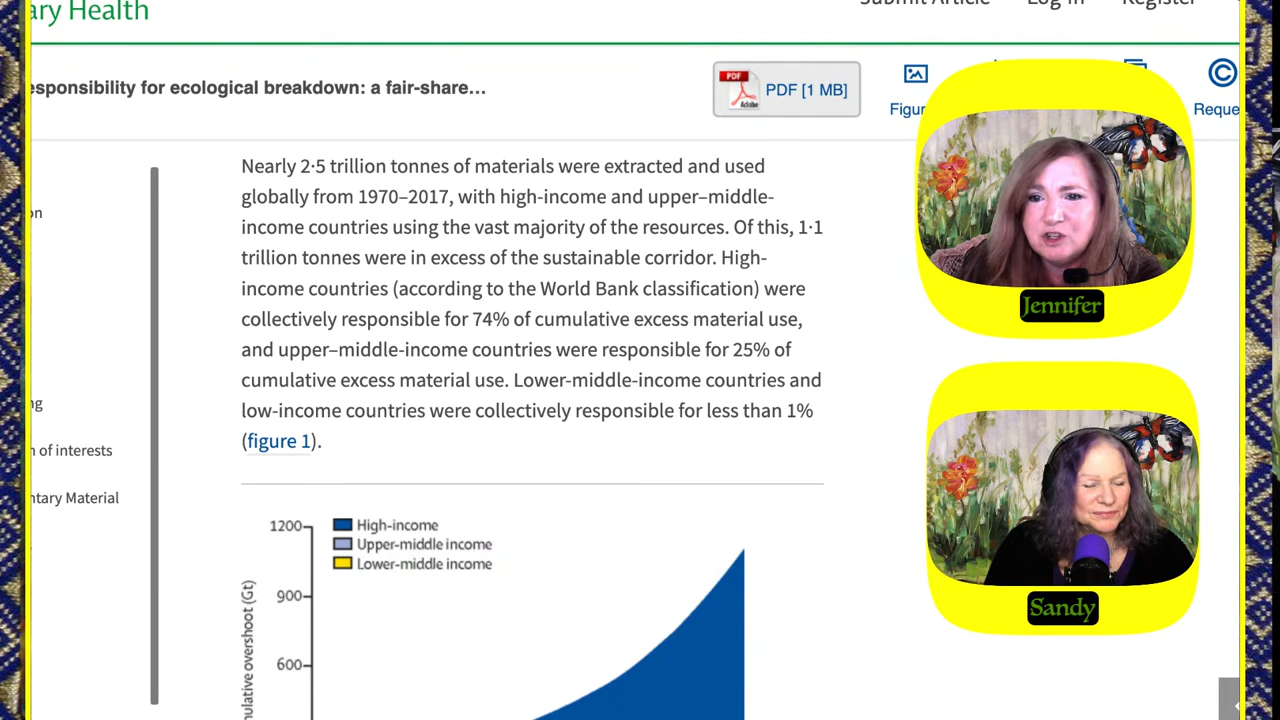 ary Health
Submit Article Log in Register
esponsibility for ecological breakdown: a fair-share…
PDF
Adobe
PDF [1 MB]
Figur
Reque
on
ng
n of interests
ntary Material
Nearly 2·5 trillion tonnes of materials were extracted and used
globally from 1970–2017, with high-income and upper–middle-
income countries using the vast majority of the resources. Of this, 1·1
trillion tonnes were in excess of the sustainable corridor. High-
income countries (according to the World Bank classification) were
collectively responsible for 74% of cumulative excess material use,
and upper–middle-income countries were responsible for 25% of
cumulative excess material use. Lower-middle-income countries and
low-income countries were collectively responsible for less than 1%
(figure 1).
1200
900
600
mulative overshoot (Gt)
High-income
Upper-middle income
Lower-middle income
Jennifer
Sandy